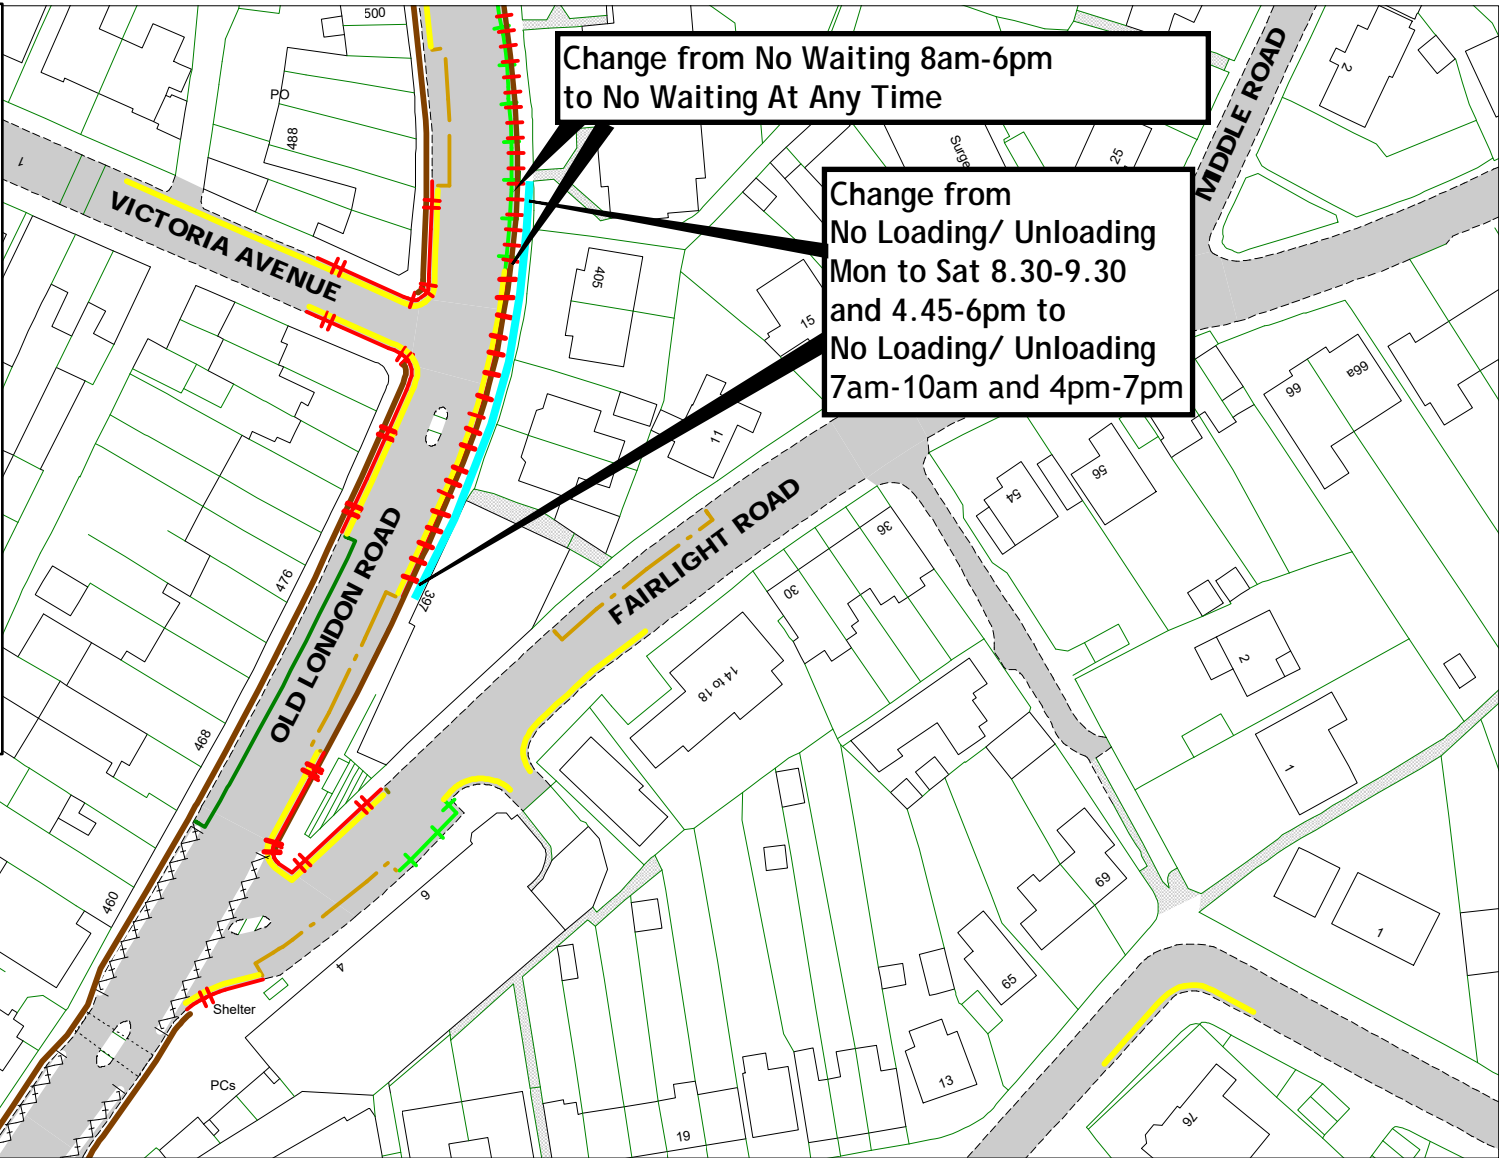 500
Change from No Waiting 8am-6pm
to No Waiting At Any Time
PO
488
MIDDLE ROAD
2
Surge
25
1
VICTORIA AVENUE
Change from
No Loading/ Unloading
Mon to Sat 8.30-9.30
and 4.45-6pm to
No Loading/ Unloading
7am-10am and 4pm-7pm
405
15
66
66a
11
54
56
36
FAIRLIGHT ROAD
OLD LONDON ROAD
476
397
30
14 to 18
2
468
1
460
69
6
4
65
1
Shelter
PCs
13
19
76